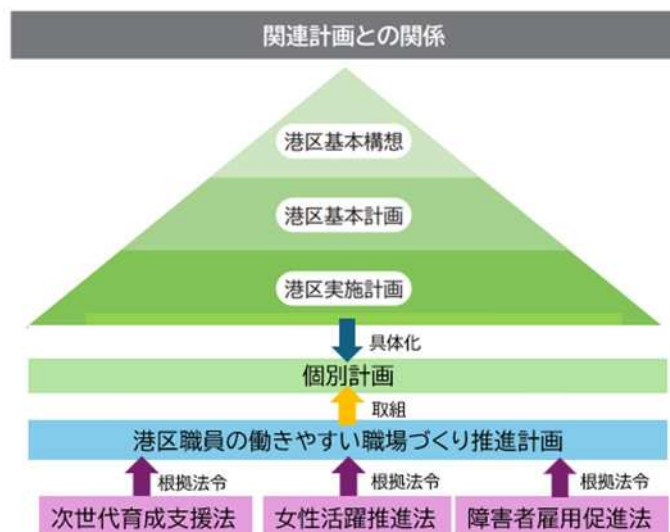 関連計画との関係
港区基本構想
港区基本計画
港区実施計画
具体化
個別計画
取組
港区職員の働きやすい職場づくり推進計画
根拠法令 根拠法令 根拠法令
次世代育成支援法 女性活躍推進法 障害者雇用促進法